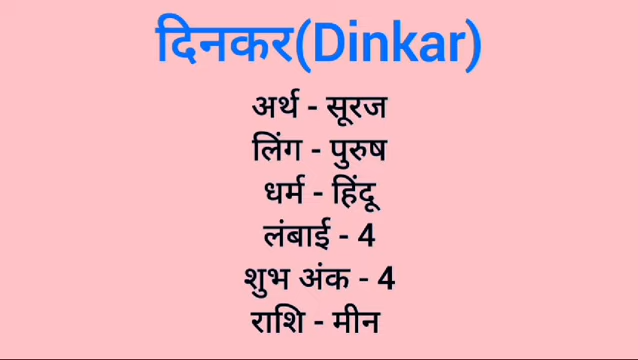 दिनकर(Dinkar)
अर्थ - सूरज
लिंग - पुरुष
धर्म - हिंदू
लंबाई - 4
शुभ अंक - 4
राशि - मीन